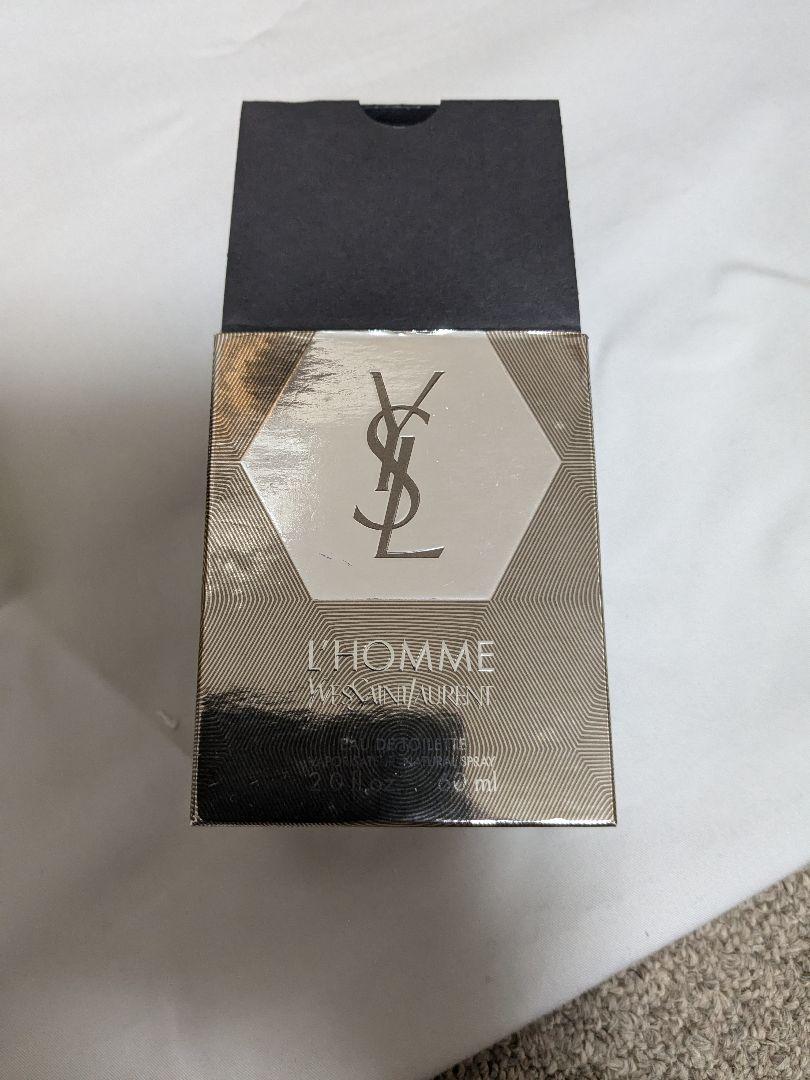 YSL
L'HOMME
YVESSAINTLAURENT
EAU DE TOILETTE
VAPORISATEUR NATURAL SPRAY
2.0 fl.oz. 60 ml